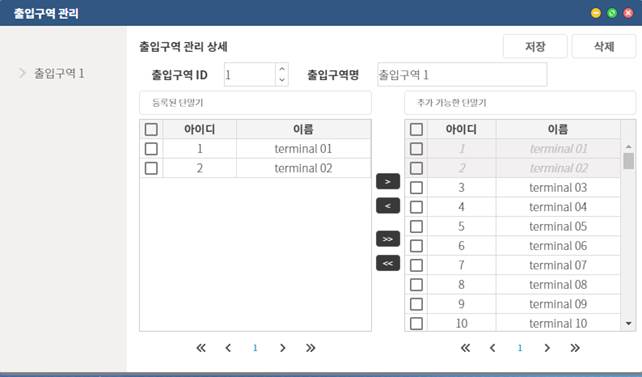 출입구역 관리
출입구역 1
출입구역 관리 상세
저장
삭제
출입구역 ID
1
출입구역명
출입구역 1
등록된 단말기
아이디 이름
1 terminal 01
2 terminal 02
>
<
>>
<<
추가 가능한 단말기
아이디 이름
1 terminal 01
2 terminal 02
3 terminal 03
4 terminal 04
5 terminal 05
6 terminal 06
7 terminal 07
8 terminal 08
9 terminal 09
10 terminal 10
1
1